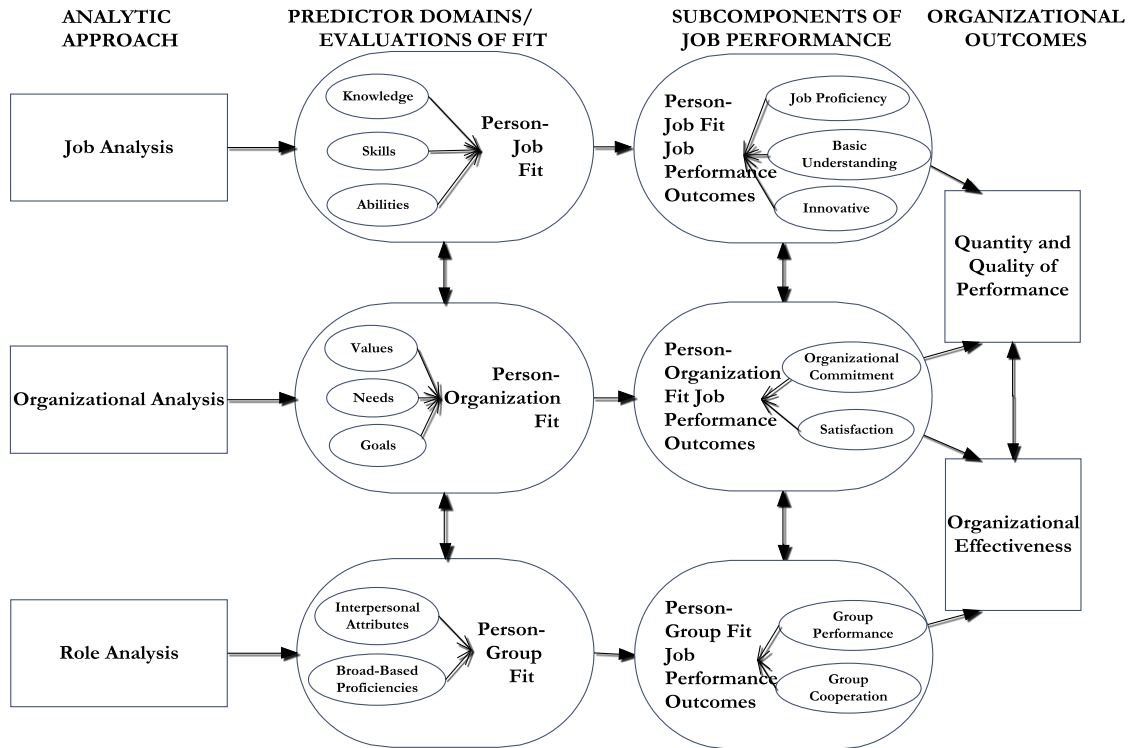 ANALYTIC
APPROACH
PREDICTOR DOMAINS/
EVALUATIONS OF FIT
SUBCOMPONENTS OF
JOB PERFORMANCE
ORGANIZATIONAL
OUTCOMES
Job Analysis
Knowledge
Skills
Abilities
Person-
Job
Fit
Person-
Job Fit
Job
Performance
Outcomes
Job Proficiency
Basic
Understanding
Innovative
Quantity and
Quality of
Performance
Organizational Analysis
Values
Needs
Goals
Person-
Organization
Fit
Person-
Organization
Fit Job
Performance
Outcomes
Organizational
Commitment
Satisfaction
Organizational
Effectiveness
Role Analysis
Interpersonal
Attributes
Broad-Based
Proficiencies
Person-
Group
Fit
Person-
Group Fit
Job
Performance
Outcomes
Group
Performance
Group
Cooperation